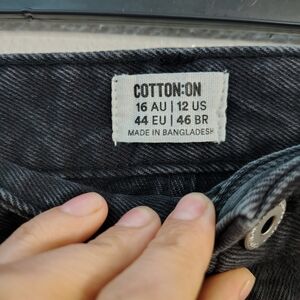 COTTON:ON
16 AU | 12 US
44 EU | 46 BR
MADE IN BANGLADESH